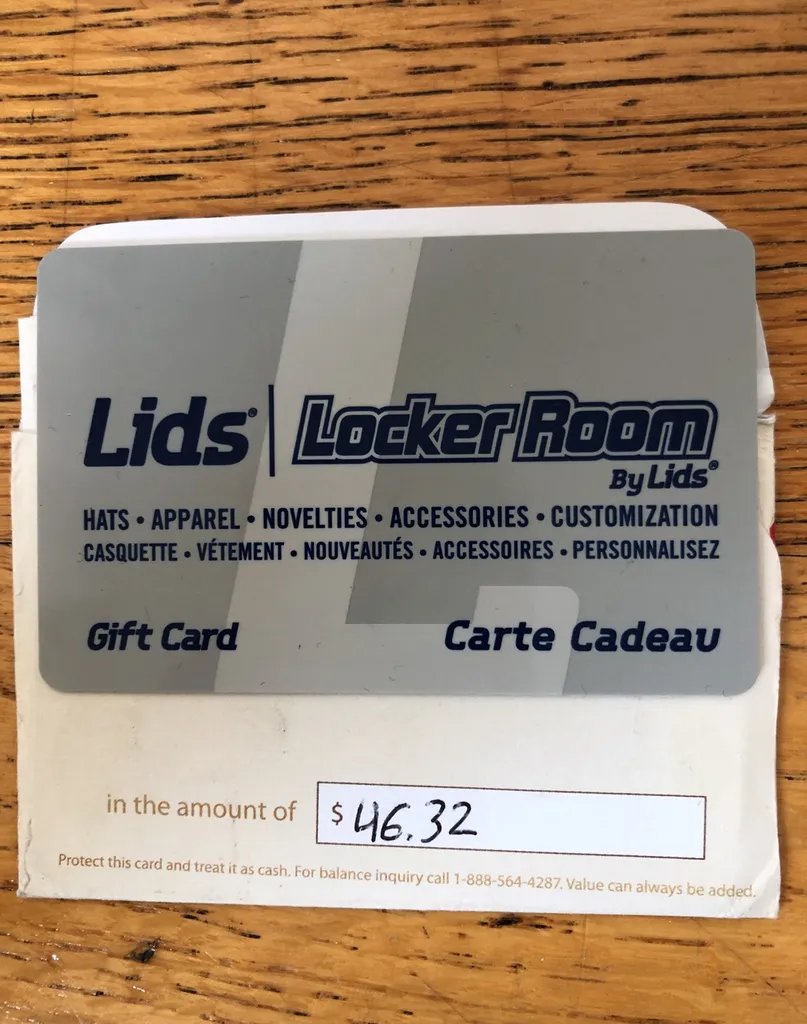 Lids® | Locker Room
By Lids®
HATS • APPAREL • NOVELTIES • ACCESSORIES • CUSTOMIZATION
CASQUETTE • VÉTEMENT • NOUVEAUTÉS • ACCESSOIRES • PERSONNALISEZ
Gift Card Carte Cadeau
in the amount of $ 46.32
Protect this card and treat it as cash. For balance inquiry call 1-888-564-4287. Value can always be added.